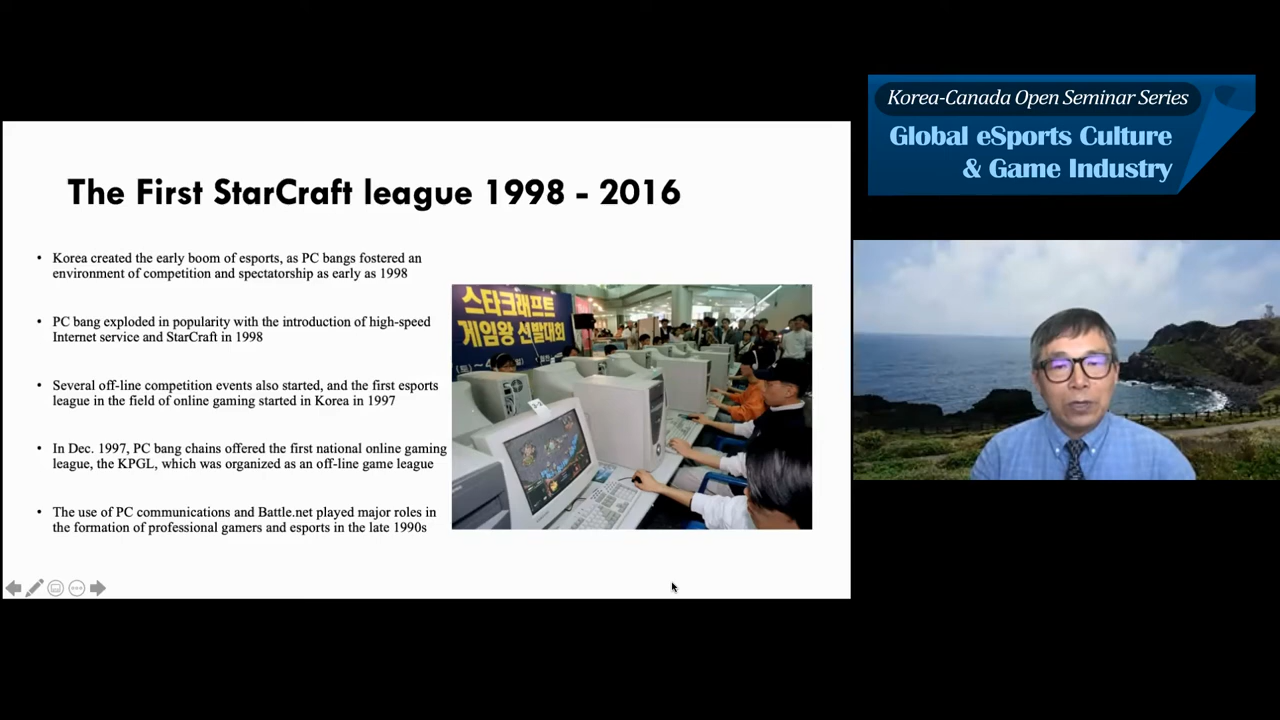 The First StarCraft league 1998 - 2016
• Korea created the early boom of esports, as PC bangs fostered an
environment of competition and spectatorship as early as 1998
• PC bang exploded in popularity with the introduction of high-speed
Internet service and StarCraft in 1998
• Several off-line competition events also started, and the first esports
league in the field of online gaming started in Korea in 1997
• In Dec. 1997, PC bang chains offered the first national online gaming
league, the KPGL, which was organized as an off-line game league
• The use of PC communications and Battle.net played major roles in
the formation of professional gamers and esports in the late 1990s
스타크래프트
게임왕 선발대회
Korea-Canada Open Seminar Series
Global eSports Culture
& Game Industry